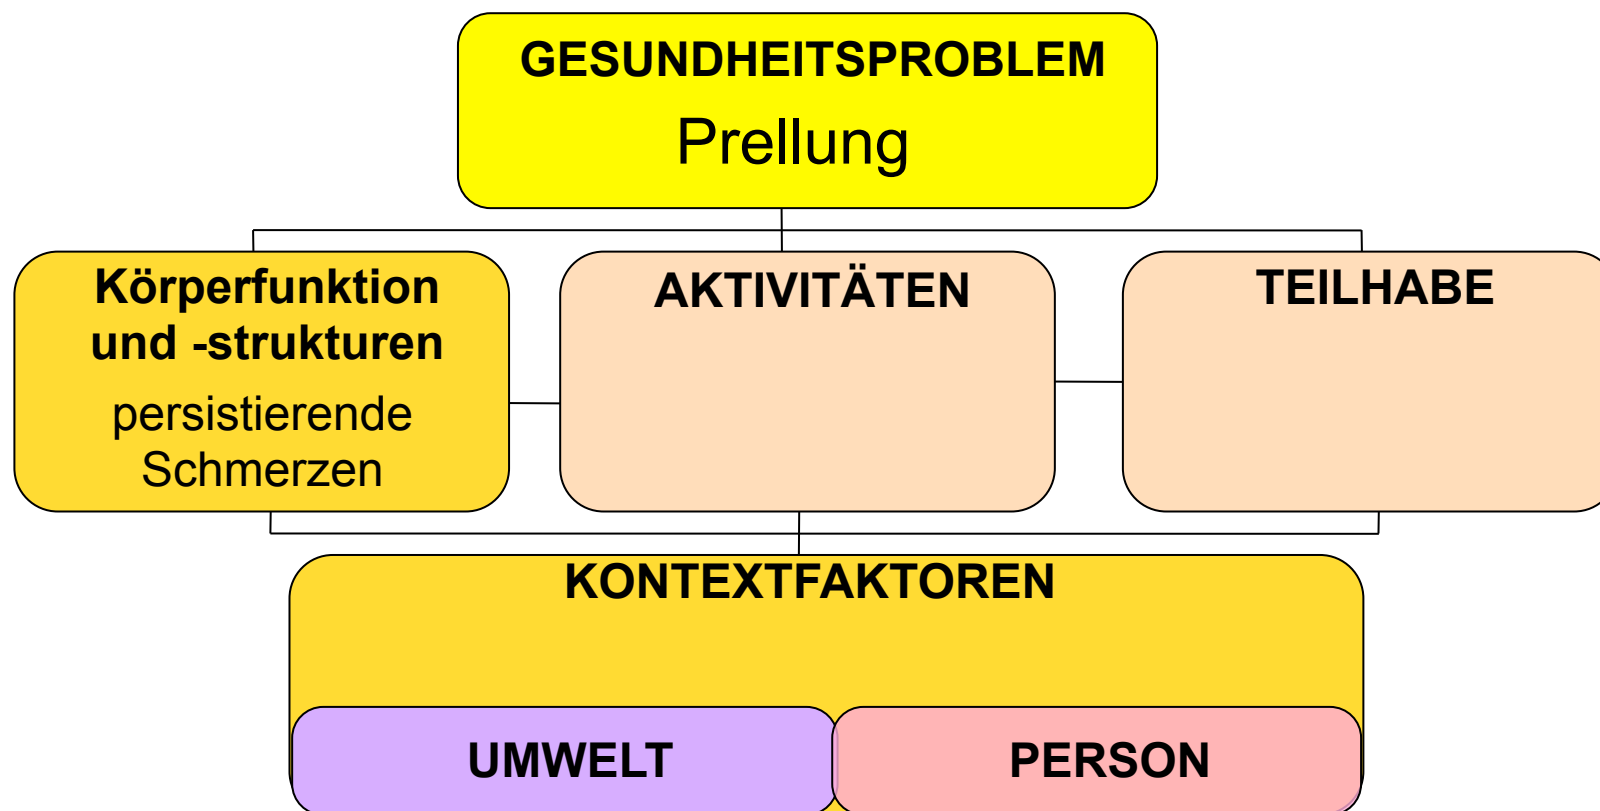 GESUNDHEITSPROBLEM
Prellung
Körperfunktion
und -strukturen
persistierende
Schmerzen
AKTIVITÄTEN
TEILHABE
KONTEXTFAKTOREN
UMWELT
PERSON